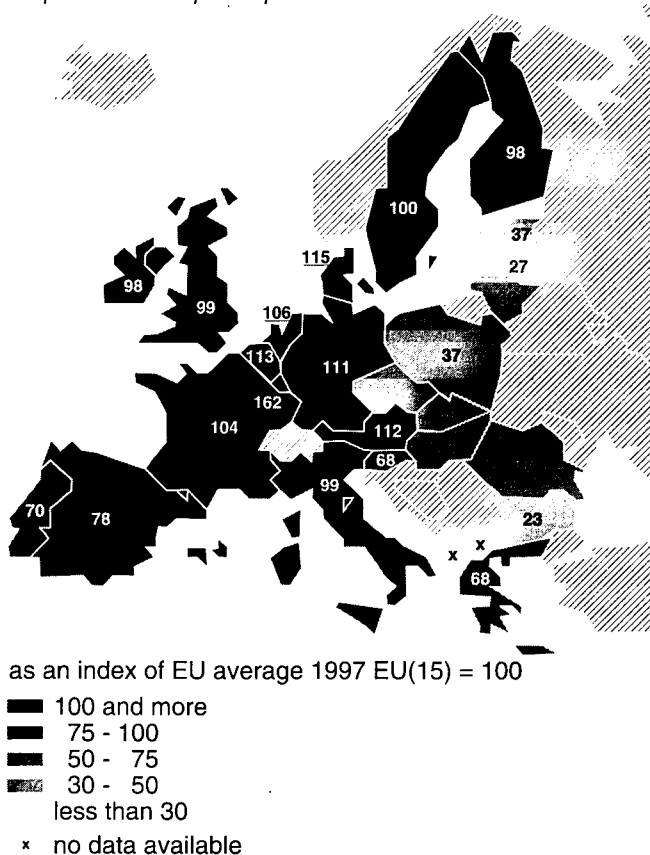 98
100
37
27
115
98
99
106
113
111
37
162
104
112
68
99
70
78
23
x
x
68
as an index of EU average 1997 EU(15) = 100
100 and more
75 - 100
50 - 75
30 - 50
less than 30
x no data available